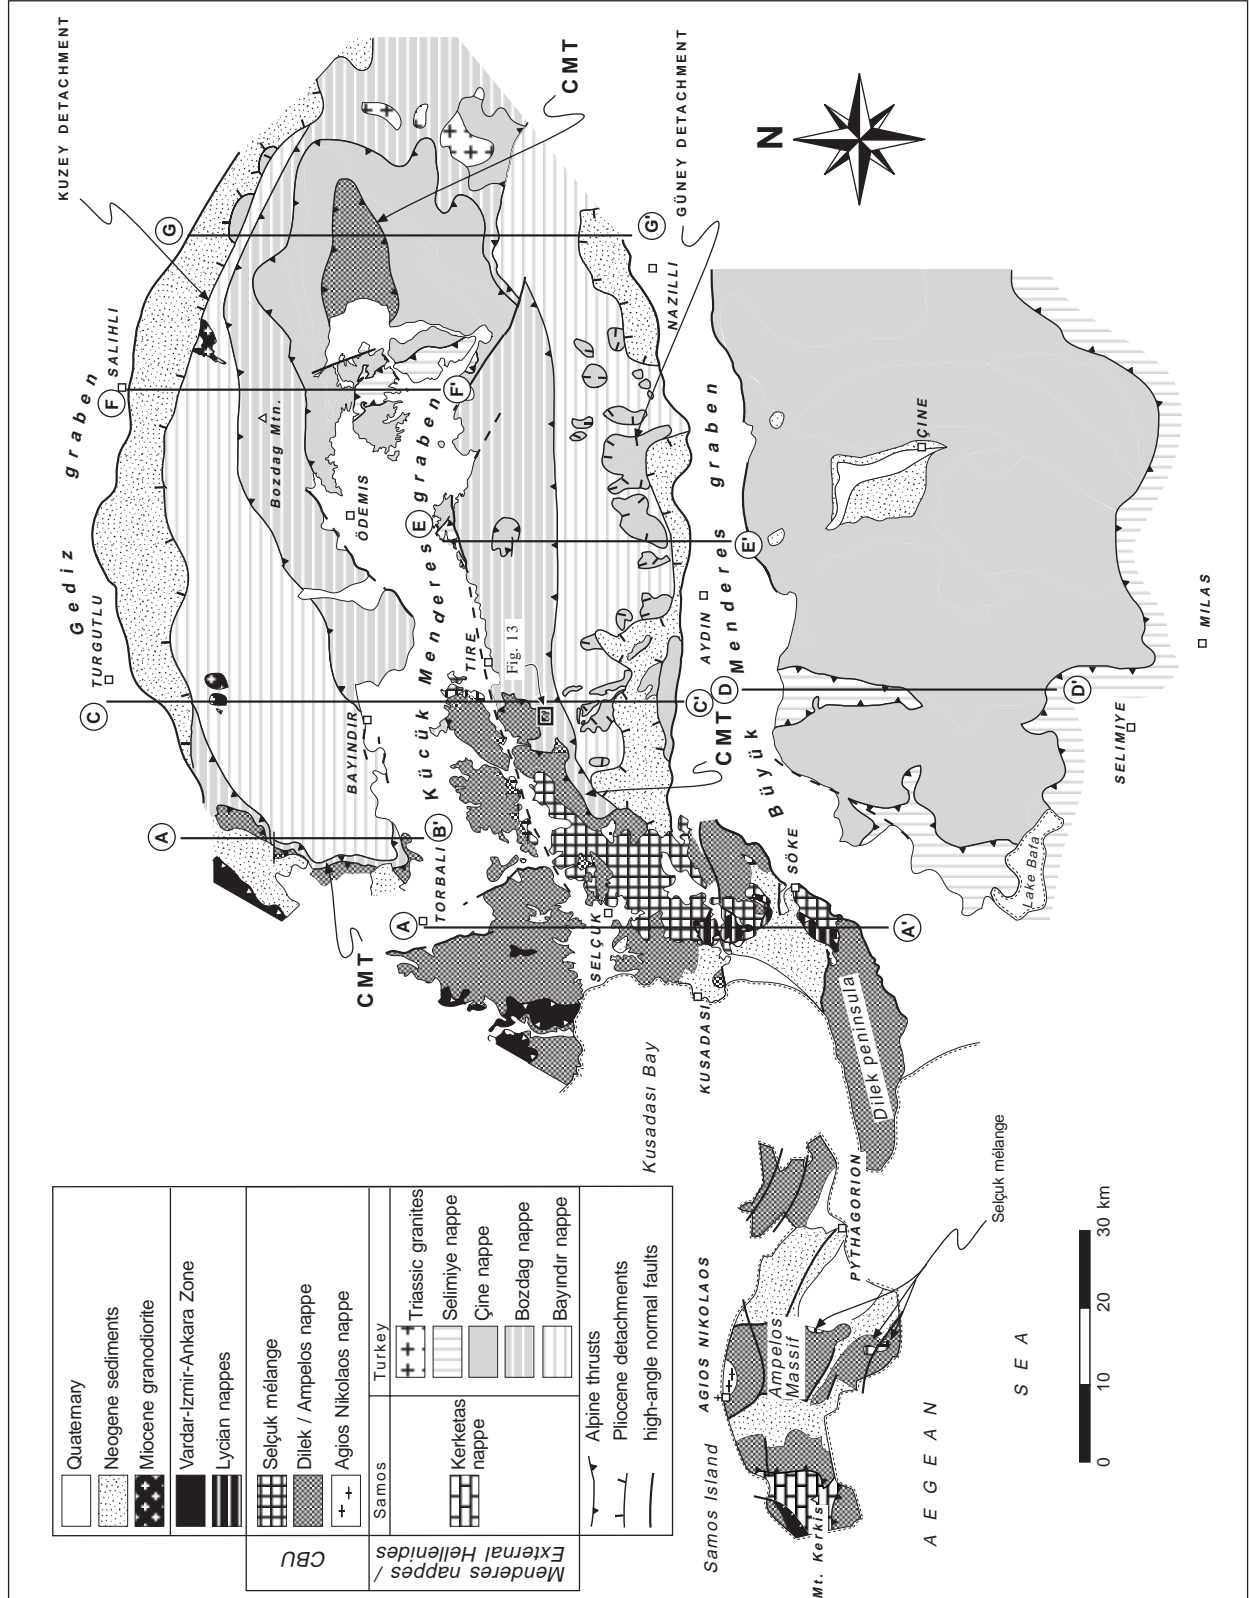 KUZEY DETACHMENT
CMT
N
GÜNEY DETACHMENT
G
G'
SALIHLI
F
F'
Gediz graben
Bozdag Mtn.
NAZILLI
ÖDEMIS
E
E'
Kücük Menderes graben
Büyük Menderes graben
ÇINE
TURGUTLU
TIRE
Fig. 13
AYDIN
MILAS
C
C'
D
D'
CMT
BAYINDIR
SELIMIYE
A
B'
TORBALI
SÖKE
Lake Bafa
A
A'
CMT
SELÇUK
KUSADASI
Kusadası Bay
Dilek peninsula
PYTHAGORION
Selçuk mélange
AGIOS NIKOLAOS
Ampelos
Massif
Samos Island
Mt. Kerkis
AEGEAN
SEA
0 10 20 30 km
Quaternary
Neogene sediments
Miocene granodiorite
Vardar-Izmir-Ankara Zone
Lycian nappes
CBU
Selçuk mélange
Dilek / Ampelos nappe
Agios Nikolaos nappe
Menderes nappes /
External Hellenides
Samos
Kerketas
nappe
Turkey
Triassic granites
Selimiye nappe
Çine nappe
Bozdag nappe
Bayındır nappe
Alpine thrusts
Pliocene detachments
high-angle normal faults